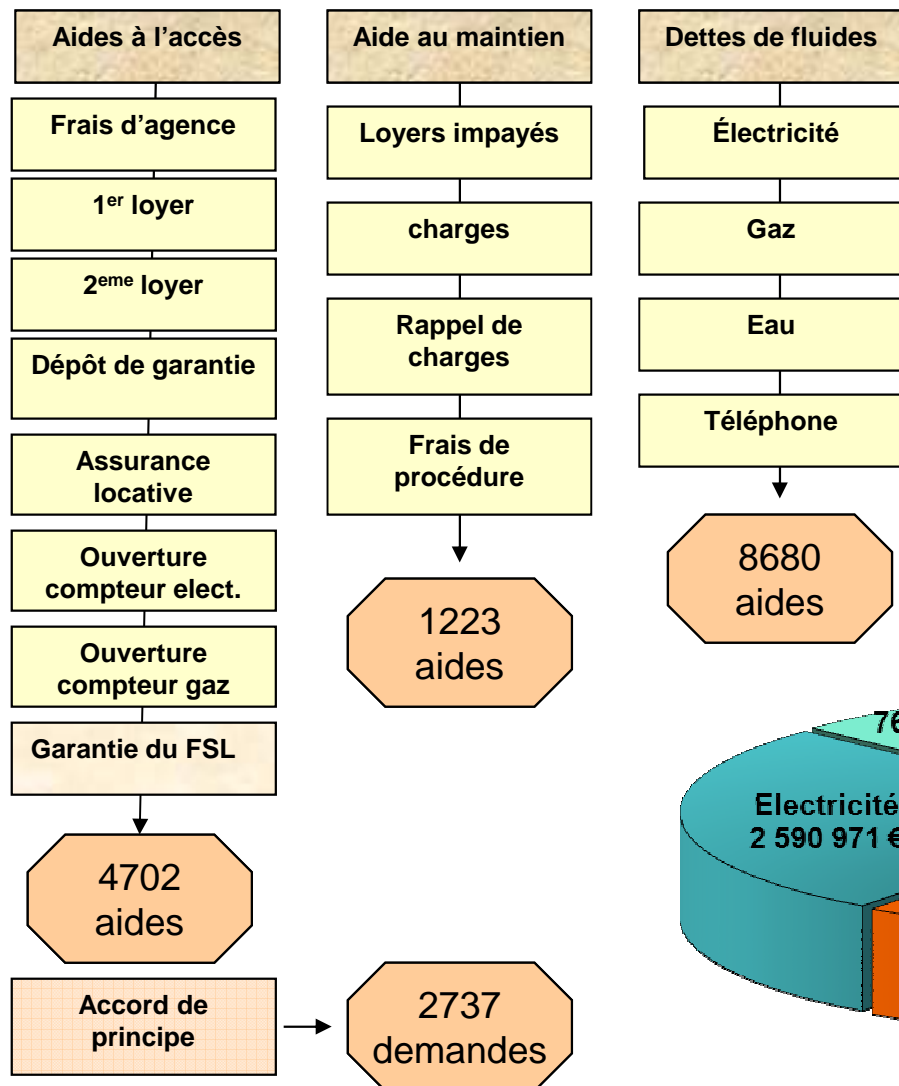 Aides à l'accès
Frais d'agence
1er loyer
2eme loyer
Dépôt de garantie
Assurance
locative
Ouverture
compteur elect.
Ouverture
compteur gaz
Garantie du FSL
4702
aides
Accord de
principe
2737
demandes
Aide au maintien
Loyers impayés
charges
Rappel de
charges
Frais de
procédure
1223
aides
Dettes de fluides
Électricité
Gaz
Eau
Téléphone
8680
aides
Electricité
2 590 971 €